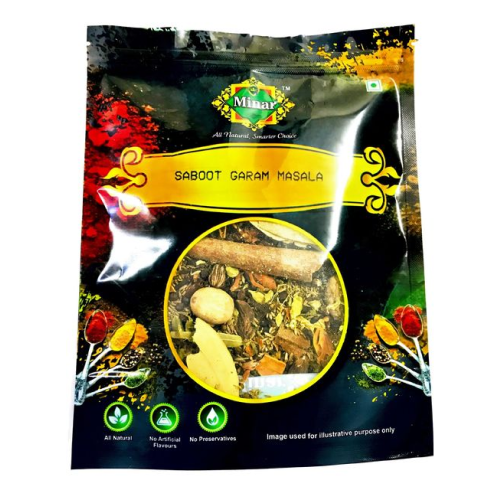 Minar
TM
All Natural, Smarter Choice
SABOOT GARAM MASALA
All Natural
No Artificial
Flavours
No Preservatives
Image used for illustrative purpose only